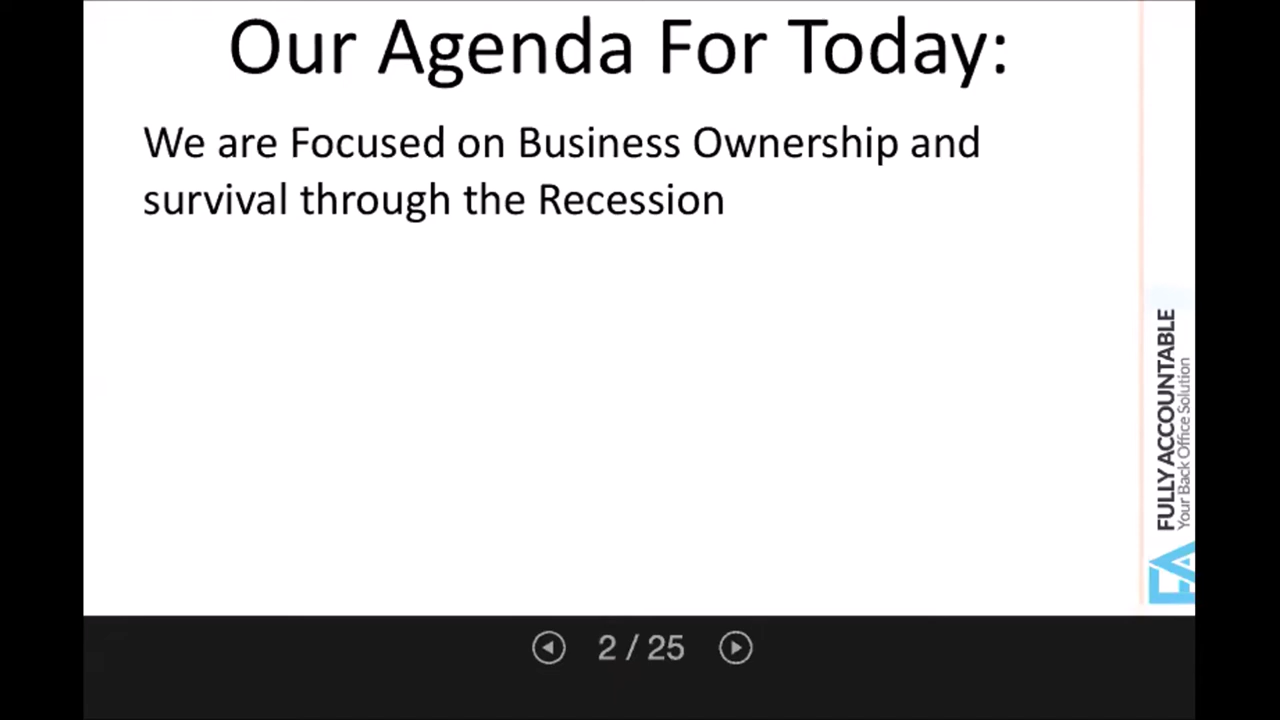 Our Agenda For Today:
We are Focused on Business Ownership and
survival through the Recession
FULLY ACCOUNTABLE
Your Back Office Solution
FA
2 / 25